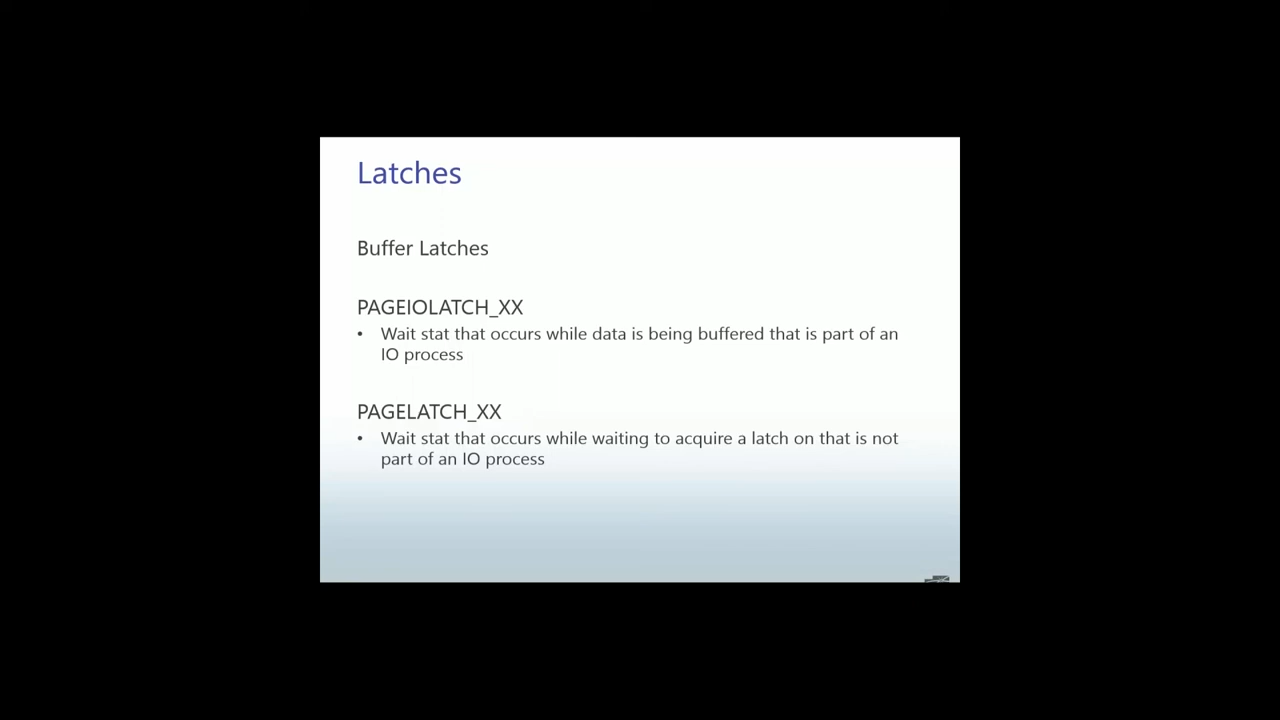 Latches
Buffer Latches
PAGEIOLATCH_XX
• Wait stat that occurs while data is being buffered that is part of an
IO process
PAGELATCH_XX
• Wait stat that occurs while waiting to acquire a latch on that is not
part of an IO process